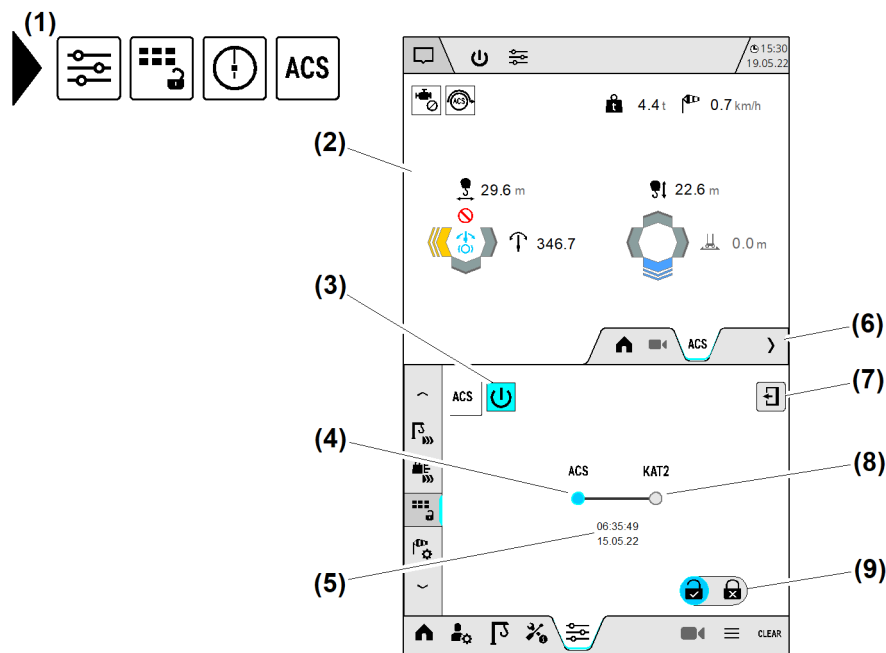 (1)
ACS
15:30
19.05.22
ACS
t
4.4 t
0.7 km/h
(2)
29.6 m
22.6 m
346.7
0.0 m
(3)
ACS
(6)
(7)
ACS
(4)
ACS
KAT2
(8)
06:35:49
15.05.22
(5)
(9)
CLEAR